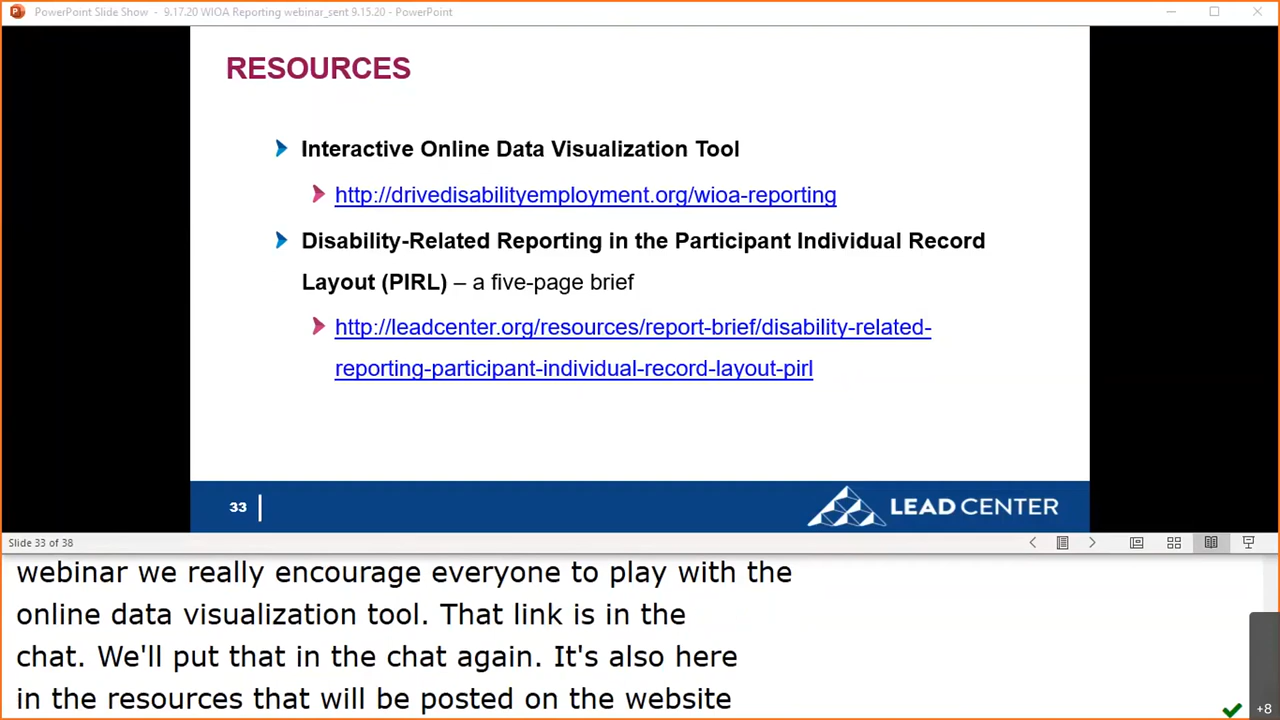 PowerPoint Slide Show - 9.17.20 WIOA Reporting webinar_sent 9.15.20 - PowerPoint
RESOURCES
Interactive Online Data Visualization Tool
http://drivedisabilityemployment.org/wioa-reporting
Disability-Related Reporting in the Participant Individual Record
Layout (PIRL) – a five-page brief
http://leadcenter.org/resources/report-brief/disability-related-
reporting-participant-individual-record-layout-pirl
33
LEAD CENTER
Slide 33 of 38
webinar we really encourage everyone to play with the
online data visualization tool. That link is in the
chat. We'll put that in the chat again. It's also here
in the resources that will be posted on the website
+8